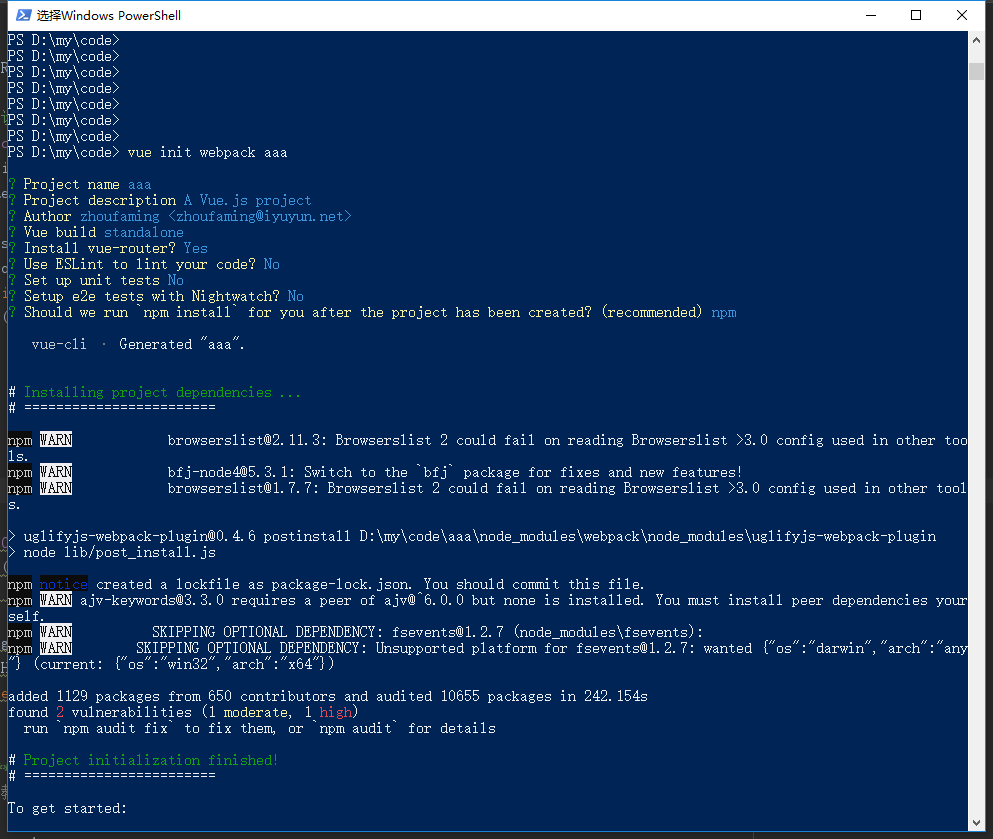 选择Windows PowerShell
PS D:\my\code>
PS D:\my\code>
PS D:\my\code>
PS D:\my\code>
PS D:\my\code>
PS D:\my\code>
PS D:\my\code>
PS D:\my\code> vue init webpack aaa
? Project name aaa
? Project description A Vue.js project
? Author zhoufaming <zhoufaming@iyuyun.net>
? Vue build standalone
? Install vue-router? Yes
? Use ESLint to lint your code? No
? Set up unit tests No
? Setup e2e tests with Nightwatch? No
? Should we run `npm install` for you after the project has been created? (recommended) npm
vue-cli · Generated "aaa".
# Installing project dependencies ...
# ========================
npm WARN browserslist@2.11.3: Browserslist 2 could fail on reading Browserslist >3.0 config used in other too
ls.
npm WARN bfj-node4@5.3.1: Switch to the `bfj` package for fixes and new features!
npm WARN browserslist@1.7.7: Browserslist 2 could fail on reading Browserslist >3.0 config used in other tool
s.
> uglifyjs-webpack-plugin@0.4.6 postinstall D:\my\code\aaa\node_modules\webpack\node_modules\uglifyjs-webpack-plugin
> node lib/post_install.js
npm notice created a lockfile as package-lock.json. You should commit this file.
npm WARN ajv-keywords@3.3.0 requires a peer of ajv@^6.0.0 but none is installed. You must install peer dependencies your
self.
npm WARN SKIPPING OPTIONAL DEPENDENCY: fsevents@1.2.7 (node_modules\fsevents):
npm WARN SKIPPING OPTIONAL DEPENDENCY: Unsupported platform for fsevents@1.2.7: wanted {"os":"darwin","arch":"any
"} (current: {"os":"win32","arch":"x64"})
added 1129 packages from 650 contributors and audited 10655 packages in 242.154s
found 2 vulnerabilities (1 moderate, 1 high)
run `npm audit fix` to fix them, or `npm audit` for details
# Project initialization finished!
# ========================
To get started: